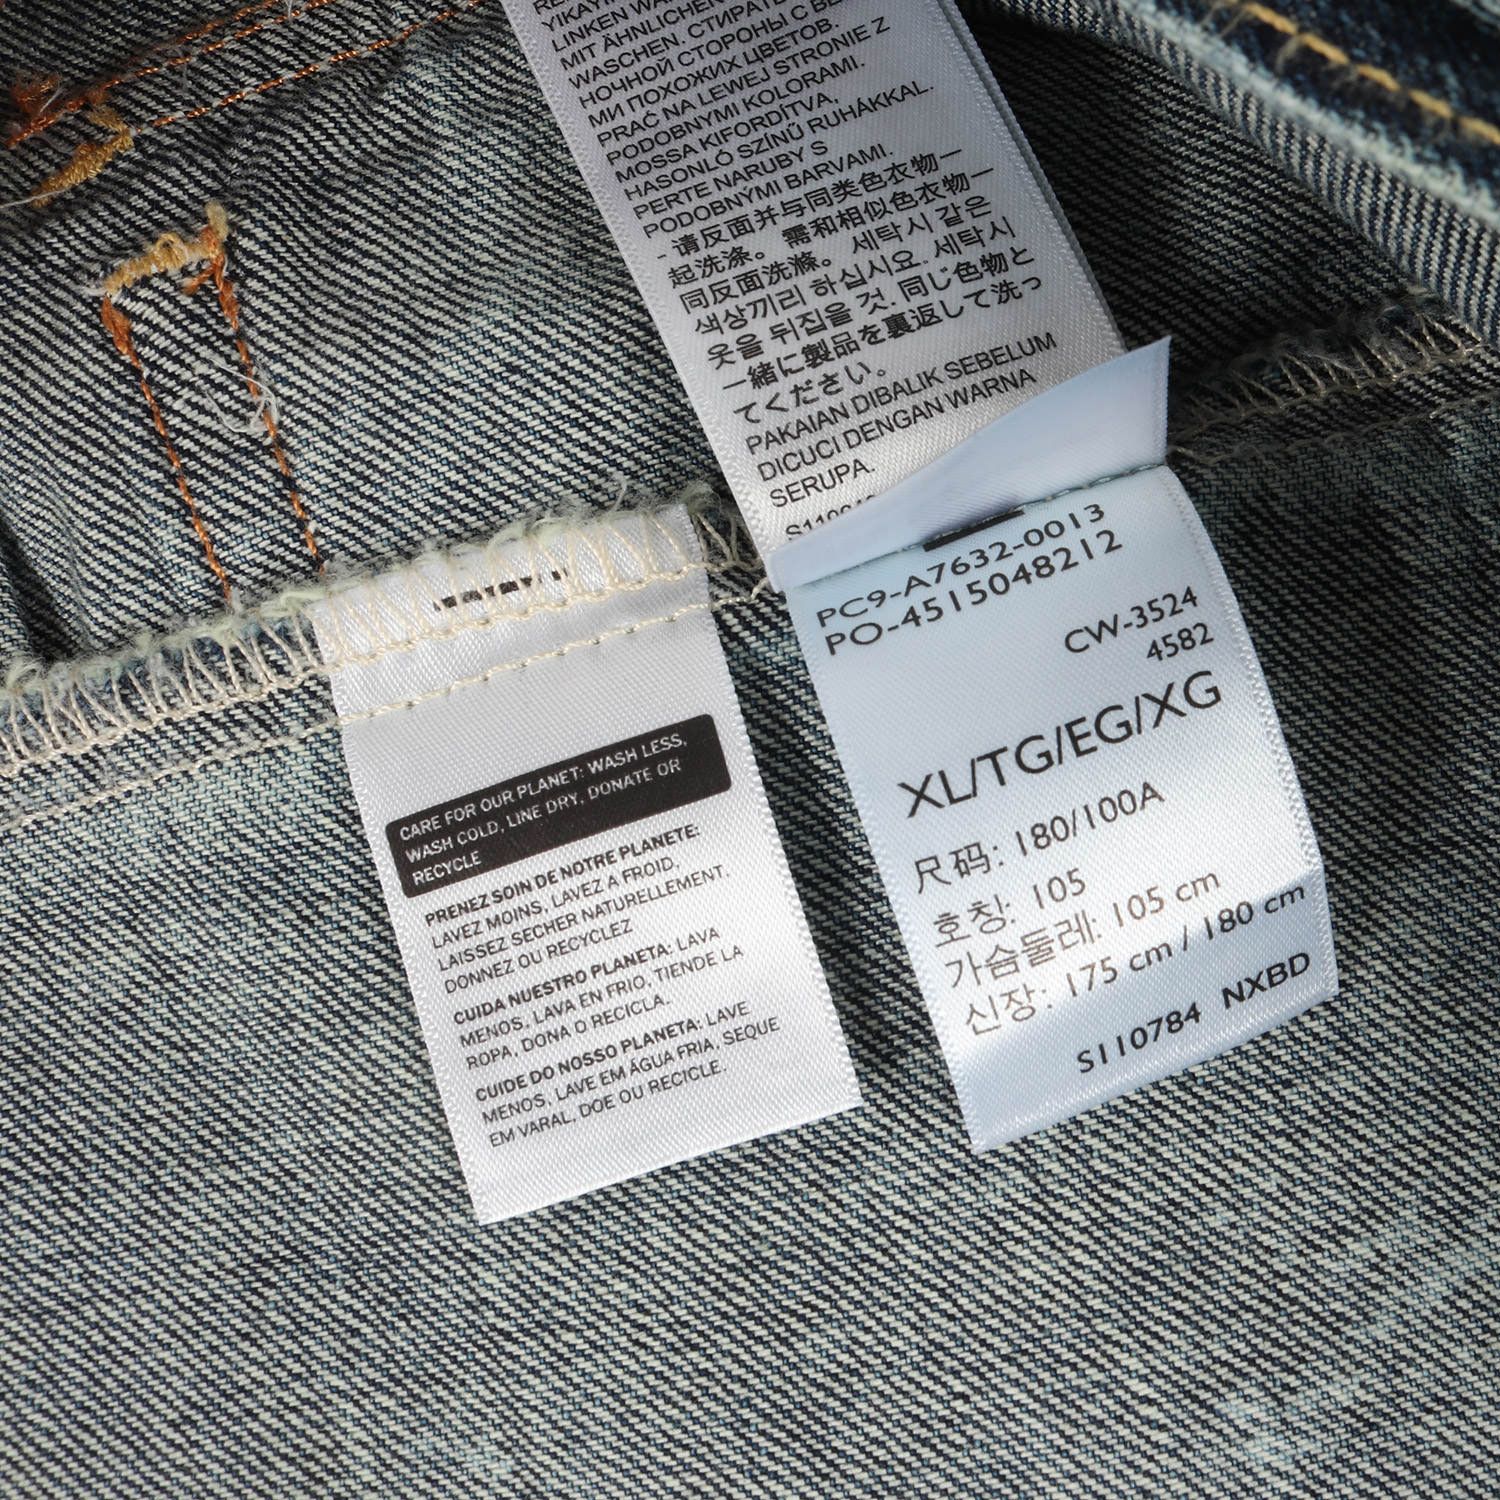 YIKAYIN
LINKEN WA
MIT ÄHNLICHEN
WASCHEN. СТИРАТЬ
НОЧНОЙ СТОРОНЫ С ВЕ
МИ ПОХОЖИХ ЦВЕТОВ.
PRAĆ NA LEWEJ STRONIE Z
PODOBNYMI KOLORAMI.
MOSSA KIFORDÍTVA,
HASONLÓ SZÍNŰ RUHÁKKAL.
PERTE NARUBY S
PODOBNÝMI BARVAMI.
- 请反面并与同类色衣物一
起洗涤。需和相似色衣物一
同反面洗滌。세탁시 같은
색상끼리 하십시요. 세탁시
옷을 뒤집을 것. 同じ色物と
一緒に製品を裏返して洗っ
てください。
PAKAIAN DIBALIK SEBELUM
DICUCI DENGAN WARNA
SERUPA.
CARE FOR OUR PLANET: WASH LESS,
WASH COLD, LINE DRY, DONATE OR
RECYCLE
PRENEZ SOIN DE NOTRE PLANETE:
LAVEZ MOINS, LAVEZ A FROID,
LAISSEZ SECHER NATURELLEMENT.
DONNEZ OU RECYCLEZ
CUIDA NUESTRO PLANETA: LAVA
MENOS, LAVA EN FRIO, TIENDE LA
ROPA, DONA O RECICLA.
CUIDE DO NOSSO PLANETA: LAVE
MENOS, LAVE EM ÁGUA FRIA, SEQUE
EM VARAL, DOE OU RECICLE.
PC9-A7632-0013
PO-4515048212
CW-3524
4582
XL/TG/EG/XG
尺码: 180/100A
호칭: 105
가슴둘레: 105 cm
신장: 175 cm / 180 cm
S110784 NXBD